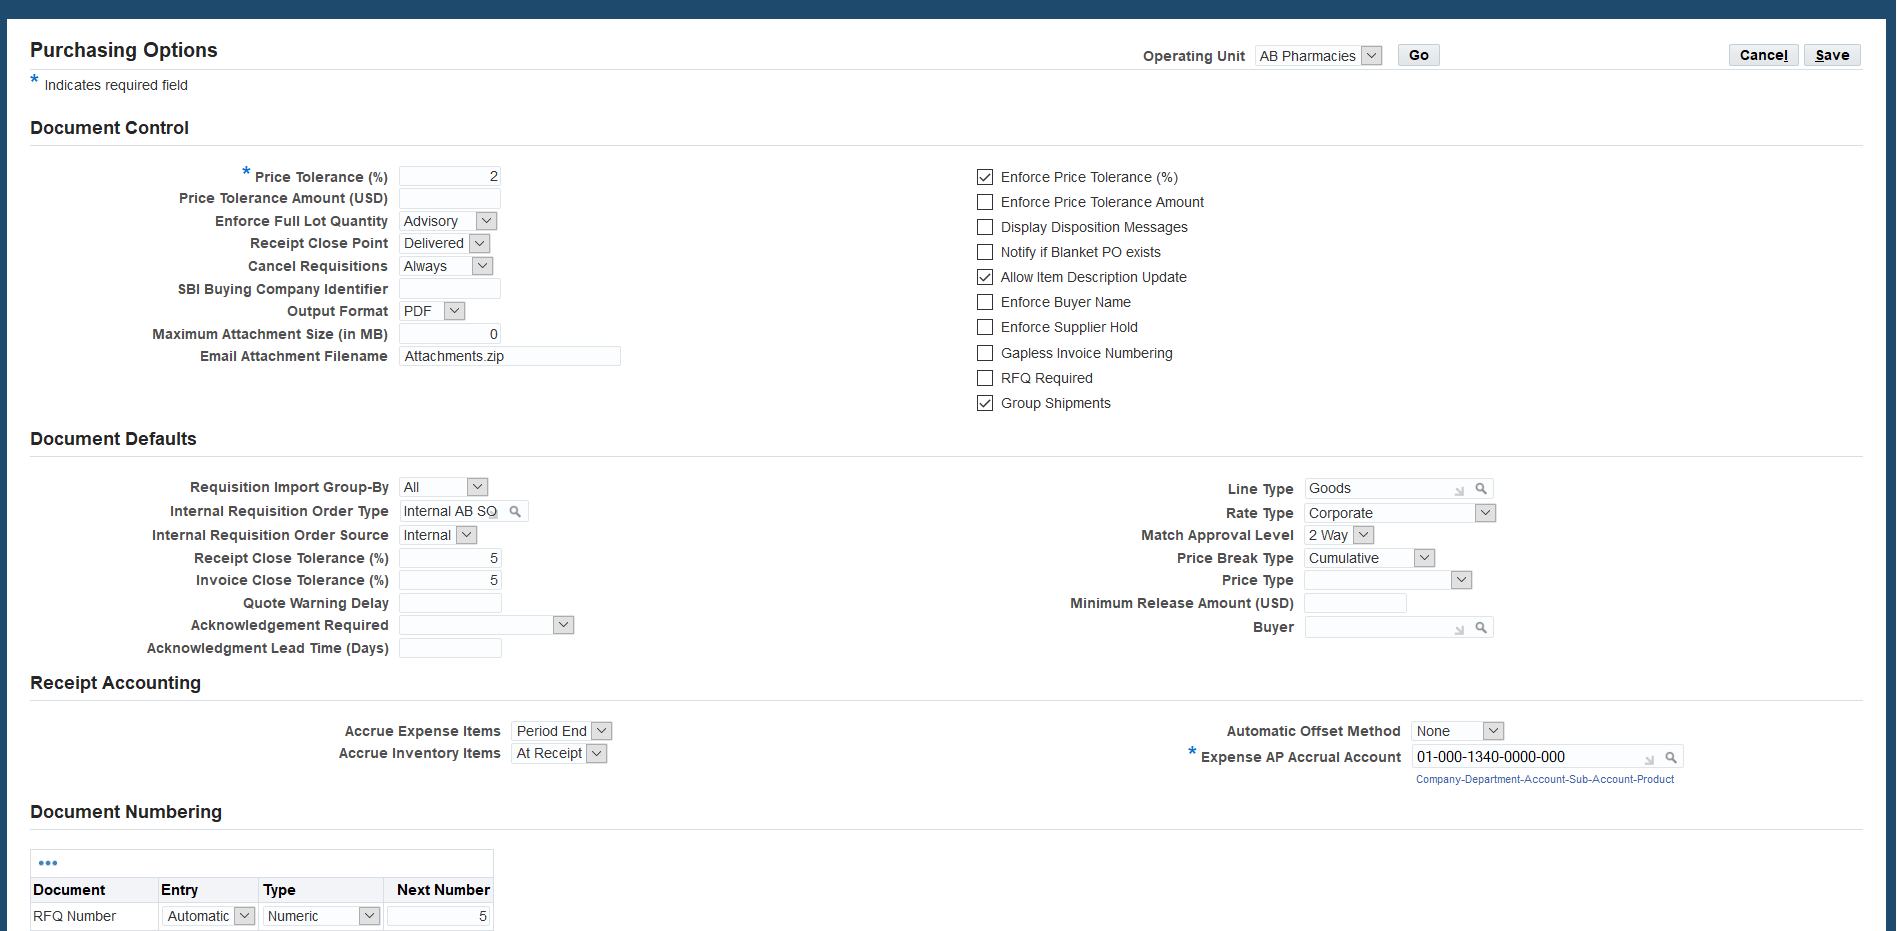 Purchasing Options
Operating Unit AB Pharmacies Go Cancel Save
* Indicates required field
Document Control
* Price Tolerance (%) 2
Price Tolerance Amount (USD)
Enforce Full Lot Quantity Advisory
Receipt Close Point Delivered
Cancel Requisitions Always
SBI Buying Company Identifier
Output Format PDF
Maximum Attachment Size (in MB) 0
Email Attachment Filename Attachments.zip
Enforce Price Tolerance (%)
Enforce Price Tolerance Amount
Display Disposition Messages
Notify if Blanket PO exists
Allow Item Description Update
Enforce Buyer Name
Enforce Supplier Hold
Gapless Invoice Numbering
RFQ Required
Group Shipments
Document Defaults
Requisition Import Group-By All
Internal Requisition Order Type Internal AB SO
Internal Requisition Order Source Internal
Receipt Close Tolerance (%) 5
Invoice Close Tolerance (%) 5
Quote Warning Delay
Acknowledgement Required
Acknowledgment Lead Time (Days)
Line Type Goods
Rate Type Corporate
Match Approval Level 2 Way
Price Break Type Cumulative
Price Type
Minimum Release Amount (USD)
Buyer
Receipt Accounting
Accrue Expense Items Period End
Accrue Inventory Items At Receipt
Automatic Offset Method None
* Expense AP Accrual Account 01-000-1340-0000-000
Company-Department-Account-Sub-Account-Product
Document Numbering
Document Entry Type Next Number
RFQ Number Automatic Numeric 5